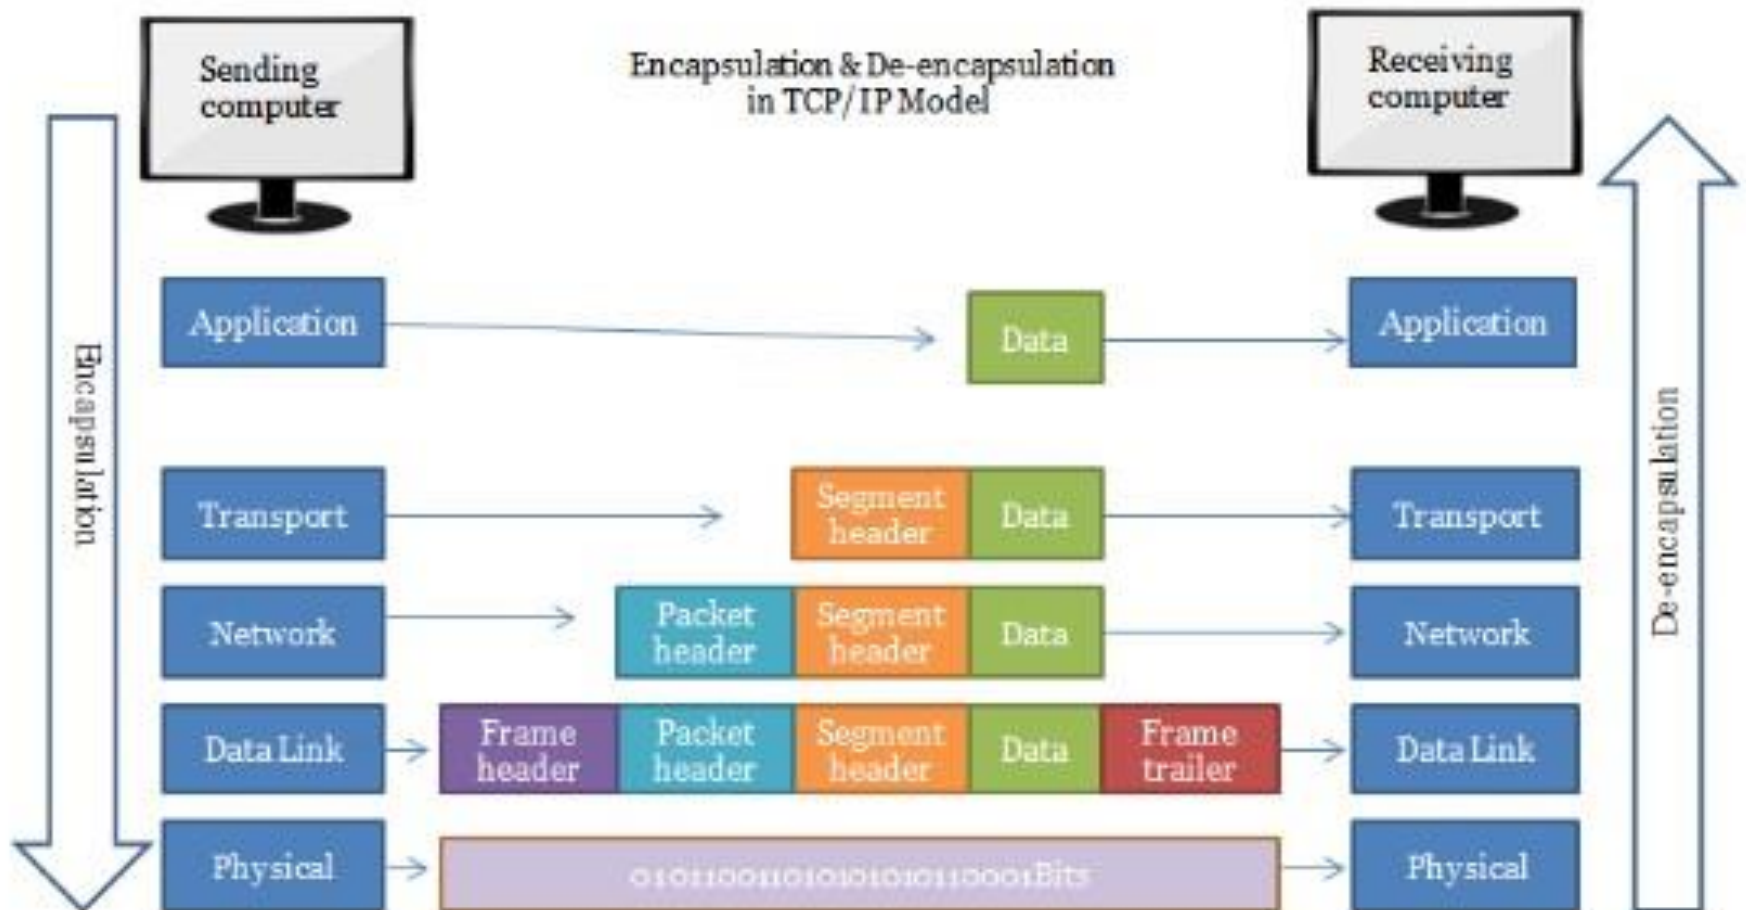 Sending
computer
Encapsulation & De-encapsulation
in TCP/IP Model
Receiving
computer
Encapsulation
De-encapsulation
Application
Data
Application
Transport
Segment
header
Data
Transport
Network
Packet
header
Segment
header
Data
Network
Data Link
Frame
header
Packet
header
Segment
header
Data
Frame
trailer
Data Link
Physical
Bits
Physical